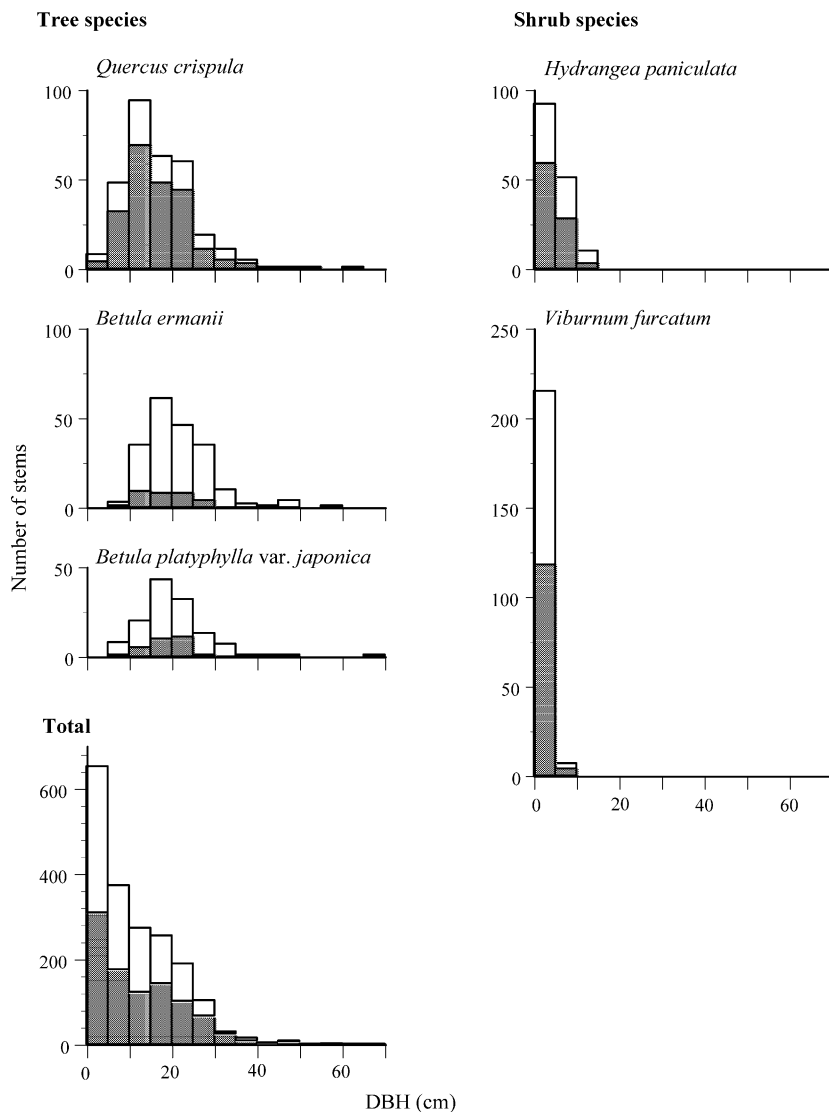 Tree species
Quercus crispula
100
50
0
Betula ermanii
100
50
0
Betula platyphylla var. japonica
50
0
Total
600
400
200
0
0 20 40 60
Number of stems
DBH (cm)
Shrub species
Hydrangea paniculata
100
50
0
Viburnum furcatum
250
200
150
100
50
0
0 20 40 60